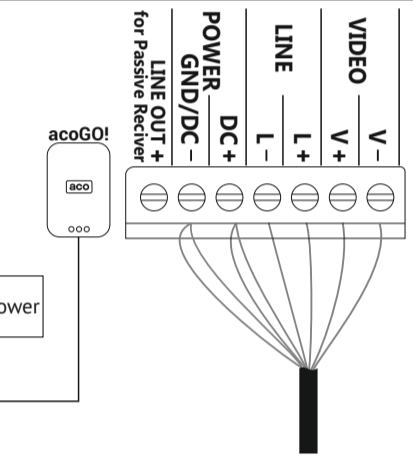 LINE OUT +
for Passive Reciver
POWER
GND/DC –
DC +
LINE
L –
L +
VIDEO
V +
V –
acoGO!
aco
ower